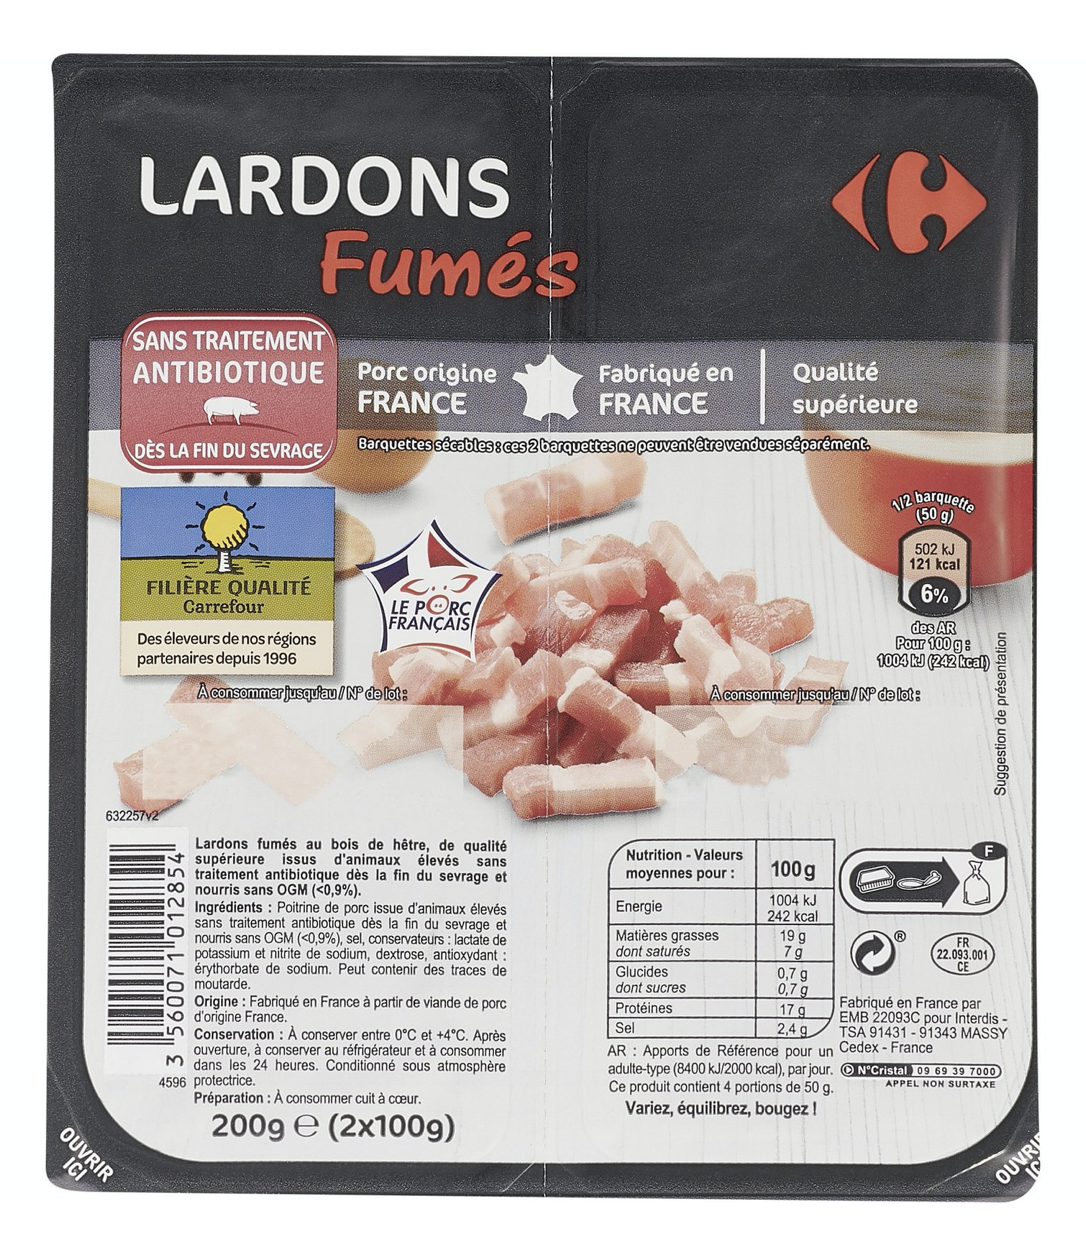 LARDONS
Fumés
SANS TRAITEMENT
ANTIBIOTIQUE
DÈS LA FIN DU SEVRAGE
Porc origine
FRANCE
Fabriqué en
FRANCE
Qualité
supérieure
Barquettes sécables : ces 2 barquettes ne peuvent être vendues séparément.
FILIÈRE QUALITÉ
Carrefour
Des éleveurs de nos régions
partenaires depuis 1996
LE PORC
FRANÇAIS
1/2 barquette
(50 g)
502 kJ
121 kcal
6%
des AR
Pour 100 g :
1004 kJ (242 kcal)
À consommer jusqu'au / N° de lot :
À consommer jusqu'au / N° de lot :
Suggestion de présentation
632257v2
3 560071 012854
4596
Lardons fumés au bois de hêtre, de qualité
supérieure issus d'animaux élevés sans
traitement antibiotique dès la fin du sevrage et
nourris sans OGM (<0,9%).
Ingrédients : Poitrine de porc issue d'animaux élevés
sans traitement antibiotique dès la fin du sevrage et
nourris sans OGM (<0,9%), sel, conservateurs : lactate de
potassium et nitrite de sodium, dextrose, antioxydant :
érythorbate de sodium. Peut contenir des traces de
moutarde.
Origine : Fabriqué en France à partir de viande de porc
d'origine France.
Conservation : À conserver entre 0°C et +4°C. Après
ouverture, à conserver au réfrigérateur et à consommer
dans les 24 heures. Conditionné sous atmosphère
protectrice.
Préparation : À consommer cuit à cœur.
200g ℮ (2x100g)
Nutrition - Valeurs
moyennes pour :
100 g
Energie
1004 kJ
242 kcal
Matières grasses
19 g
dont saturés
7 g
Glucides
0,7 g
dont sucres
0,7 g
Protéines
17 g
Sel
2,4 g
AR : Apports de Référence pour un
adulte-type (8400 kJ/2000 kcal), par jour.
Ce produit contient 4 portions de 50 g.
Variez, équilibrez, bougez !
F
®
FR
22.093.001
CE
Fabriqué en France par
EMB 22093C pour Interdis -
TSA 91431 - 91343 MASSY
Cedex - France
N°Cristal 09 69 39 7000
APPEL NON SURTAXE
OUVRIR
ICI
OUVRI
IC